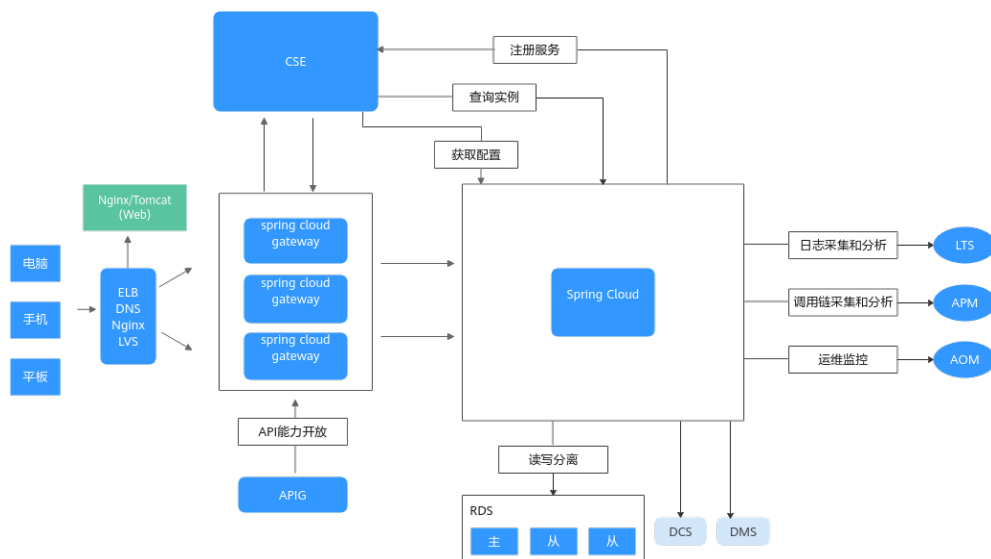 CSE
注册服务
查询实例
获取配置
Nginx/Tomcat
(Web)
电脑
手机
平板
ELB
DNS
Nginx
LVS
spring cloud
gateway
spring cloud
gateway
spring cloud
gateway
API能力开放
APIG
Spring Cloud
日志采集和分析
LTS
调用链采集和分析
APM
运维监控
AOM
读写分离
RDS
主
从
从
DCS
DMS